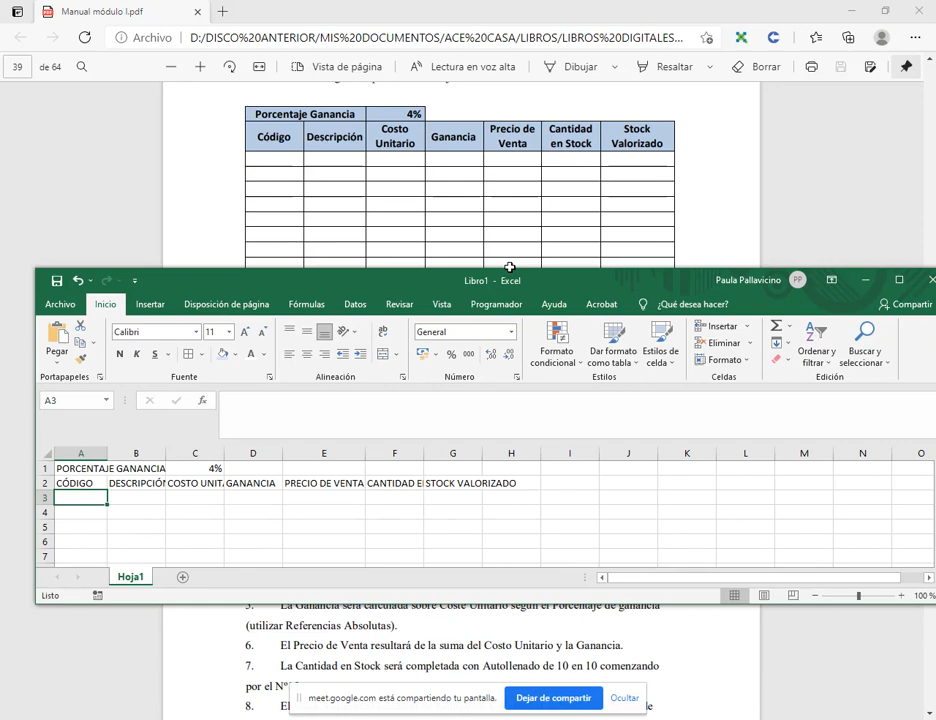 Manual módulo I.pdf
Archivo D:/DISCO%20ANTERIOR/MIS%20DOCUMENTOS/ACE%20CASA/LIBROS/LIBROS%20DIGITALES...
39 de 64 Vista de página Lectura en voz alta Dibujar Resaltar Borrar
Porcentaje Ganancia 4%
Código Descripción Costo Unitario Ganancia Precio de Venta Cantidad en Stock Stock Valorizado
Libro1 - Excel Paula Pallavicino PP
Archivo Inicio Insertar Disposición de página Fórmulas Datos Revisar Vista Programador Ayuda Acrobat ¿Qué desea hacer? Compartir
Pegar Calibri 11 General Formato condicional Dar formato como tabla Estilos de celda Insertar Eliminar Formato Ordenar y filtrar Buscar y seleccionar
N K S % 000
Portapapeles Fuente Alineación Número Estilos Celdas Edición
A3 fx
A B C D E F G H I J K L M N O
1 PORCENTAJE GANANCIA 4%
2 CÓDIGO DESCRIPCIÓN COSTO UNIT GANANCIA PRECIO DE VENTA CANTIDAD E STOCK VALORIZADO
3
4
5
6
7
Hoja1
Listo 100 %
5. La Ganancia será calculada sobre Costo Unitario según el Porcentaje de ganancia
(utilizar Referencias Absolutas).
6. El Precio de Venta resultará de la suma del Costo Unitario y la Ganancia.
7. La Cantidad en Stock será completada con Autollenado de 10 en 10 comenzando
por el N°
meet.google.com está compartiendo tu pantalla. Dejar de compartir Ocultar
8. El de